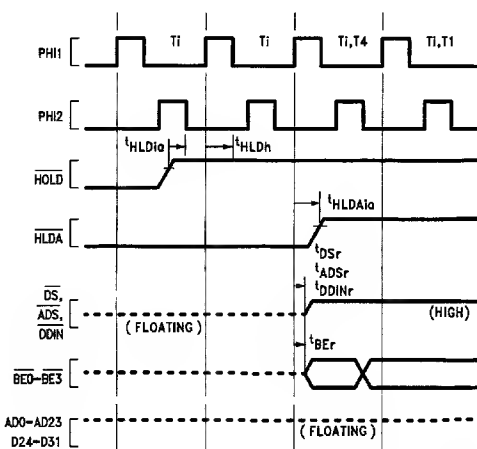 PHI1
Ti
Ti
Ti,T4
Ti,T1
PHI2
tHLDia
tHLDh
HOLD
tHLDAia
HLDA
tDSr
tADSr
tDDINr
DS,
ADS,
DDIN
(FLOATING)
(HIGH)
tBEr
BE0-BE3
AD0-AD23
D24-D31
(FLOATING)